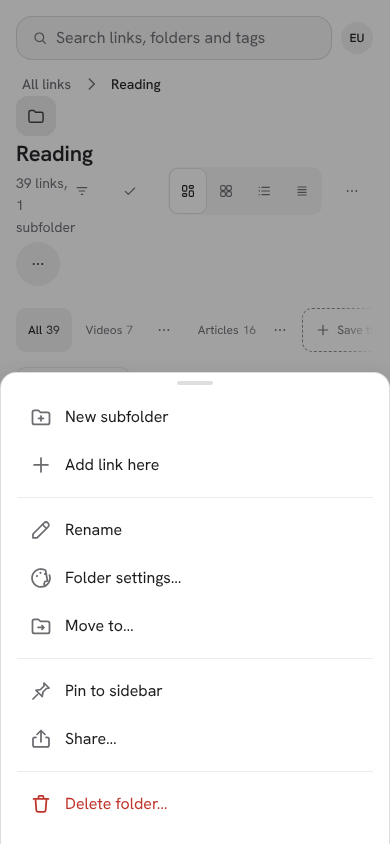 Search links, folders and tags
EU
All links
Reading
Reading
39 links,
1
subfolder
All 39
Videos 7
Articles 16
Save
New subfolder
Add link here
Rename
Folder settings...
Move to...
Pin to sidebar
Share...
Delete folder...